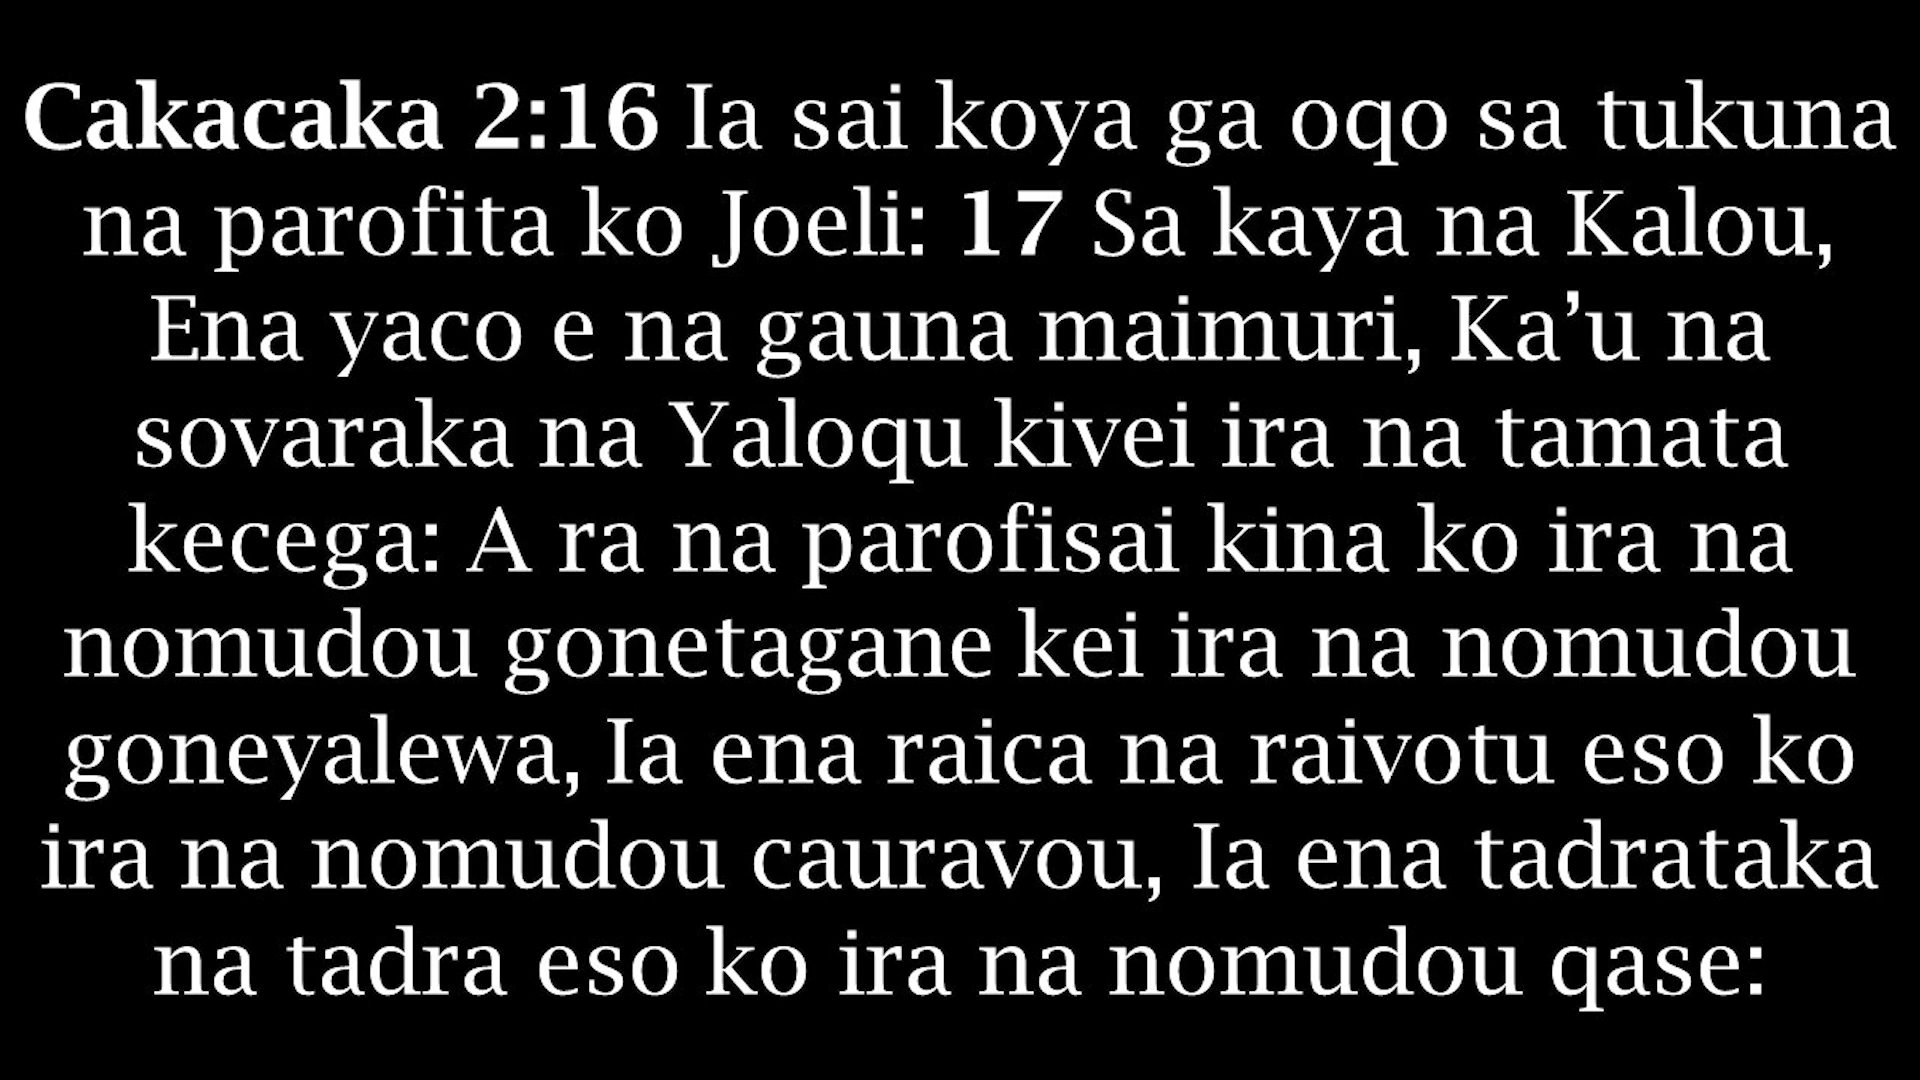 Cakacaka 2:16 Ia sai koya ga oqo sa tukuna
na parofita ko Joeli: 17 Sa kaya na Kalou,
Ena yaco e na gauna maimuri, Ka’u na
sovaraka na Yaloqu kivei ira na tamata
kecega: A ra na parofisai kina ko ira na
nomudou gonetagane kei ira na nomudou
goneyalewa, Ia ena raica na raivotu eso ko
ira na nomudou cauravou, Ia ena tadrataka
na tadra eso ko ira na nomudou qase: